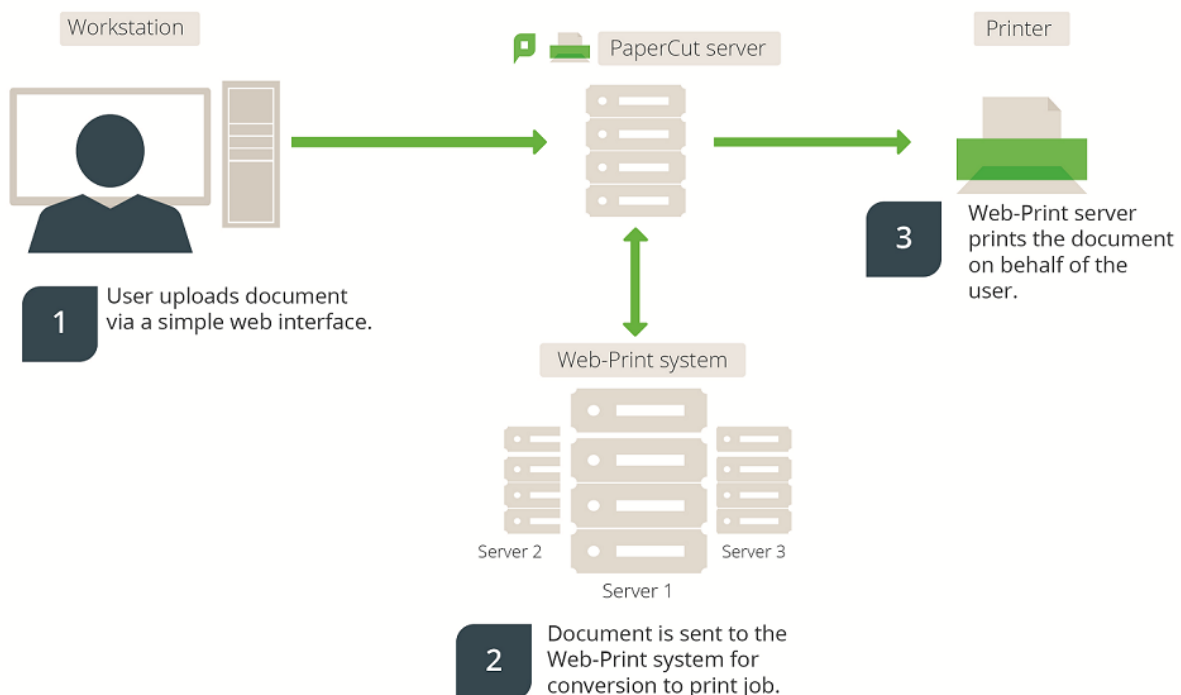 Workstation
PaperCut server
Printer
1
User uploads document
via a simple web interface.
3
Web-Print server
prints the document
on behalf of the
user.
Web-Print system
Server 2
Server 3
Server 1
2
Document is sent to the
Web-Print system for
conversion to print job.